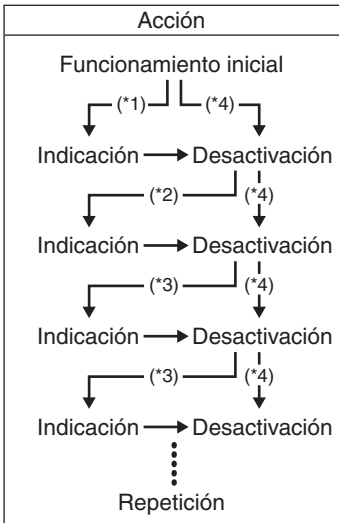 Acción
Funcionamiento inicial
(*1) (*4)
Indicación Desactivación
(*2) (*4)
Indicación Desactivación
(*3) (*4)
Indicación Desactivación
(*3) (*4)
Indicación Desactivación
Repetición